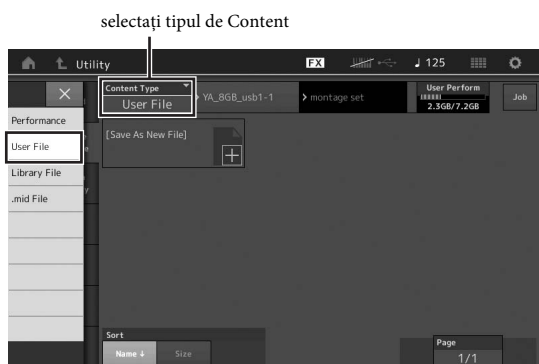 selectați tipul de Content
Utility
FX
♩ 125
Content Type
User File
YA_8GB_usb1-1
montage set
User Perform
2.3GB/7.2GB
Job
Performance
User File
Library File
.mid File
[Save As New File]
Sort
Name ↓
Size
Page
1/1